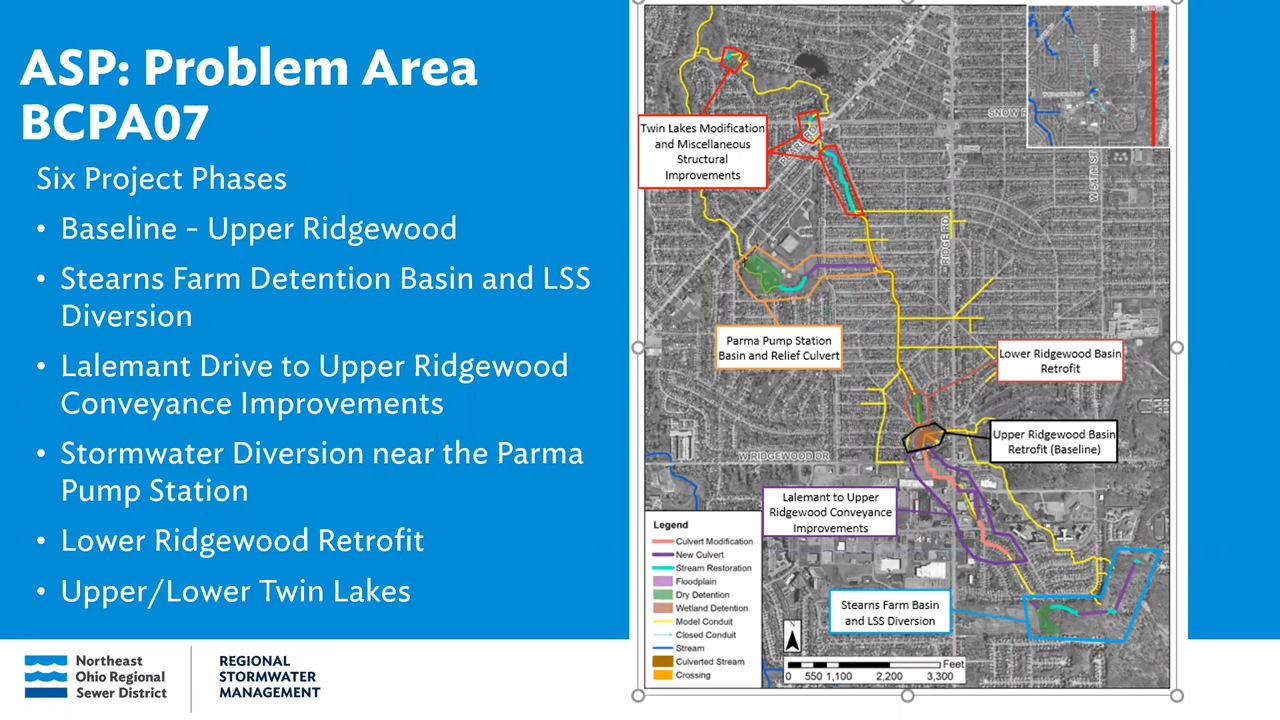 ASP: Problem Area
BCPA07
Six Project Phases
• Baseline – Upper Ridgewood
• Stearns Farm Detention Basin and LSS
Diversion
• Lalemant Drive to Upper Ridgewood
Conveyance Improvements
• Stormwater Diversion near the Parma
Pump Station
• Lower Ridgewood Retrofit
• Upper/Lower Twin Lakes
Northeast
Ohio Regional
Sewer District
REGIONAL
STORMWATER
MANAGEMENT
Twin Lakes Modification
and Miscellaneous
Structural
Improvements
W 54TH ST
RIDGE RD
Parma Pump Station
Basin and Relief Culvert
Lower Ridgewood Basin
Retrofit
Upper Ridgewood Basin
Retrofit (Baseline)
W RIDGEWOOD DR
Lalemant to Upper
Ridgewood Conveyance
Improvements
Stearns Farm Basin
and LSS Diversion
Legend
Culvert Modification
New Culvert
Stream Restoration
Floodplain
Dry Detention
Wetland Detention
Model Conduit
Closed Conduit
Stream
Culverted Stream
Crossing
N
Feet
0 550 1,100 2,200 3,300